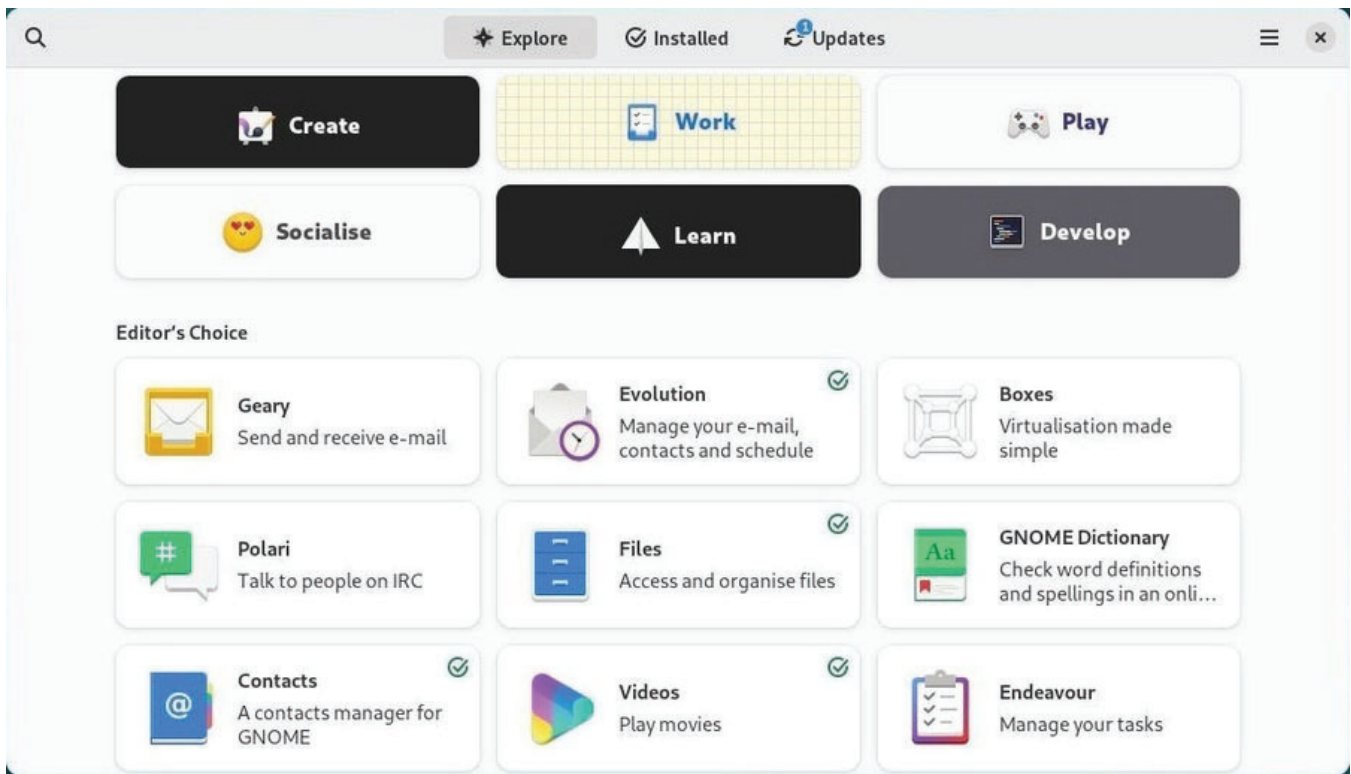 Explore
Installed
1
Updates
Create
Work
Play
Socialise
Learn
Develop
Editor's Choice
Geary
Send and receive e-mail
Evolution
Manage your e-mail,
contacts and schedule
Boxes
Virtualisation made
simple
#
Polari
Talk to people on IRC
Files
Access and organise files
Aa
GNOME Dictionary
Check word definitions
and spellings in an onli...
@
Contacts
A contacts manager for
GNOME
Videos
Play movies
Endeavour
Manage your tasks